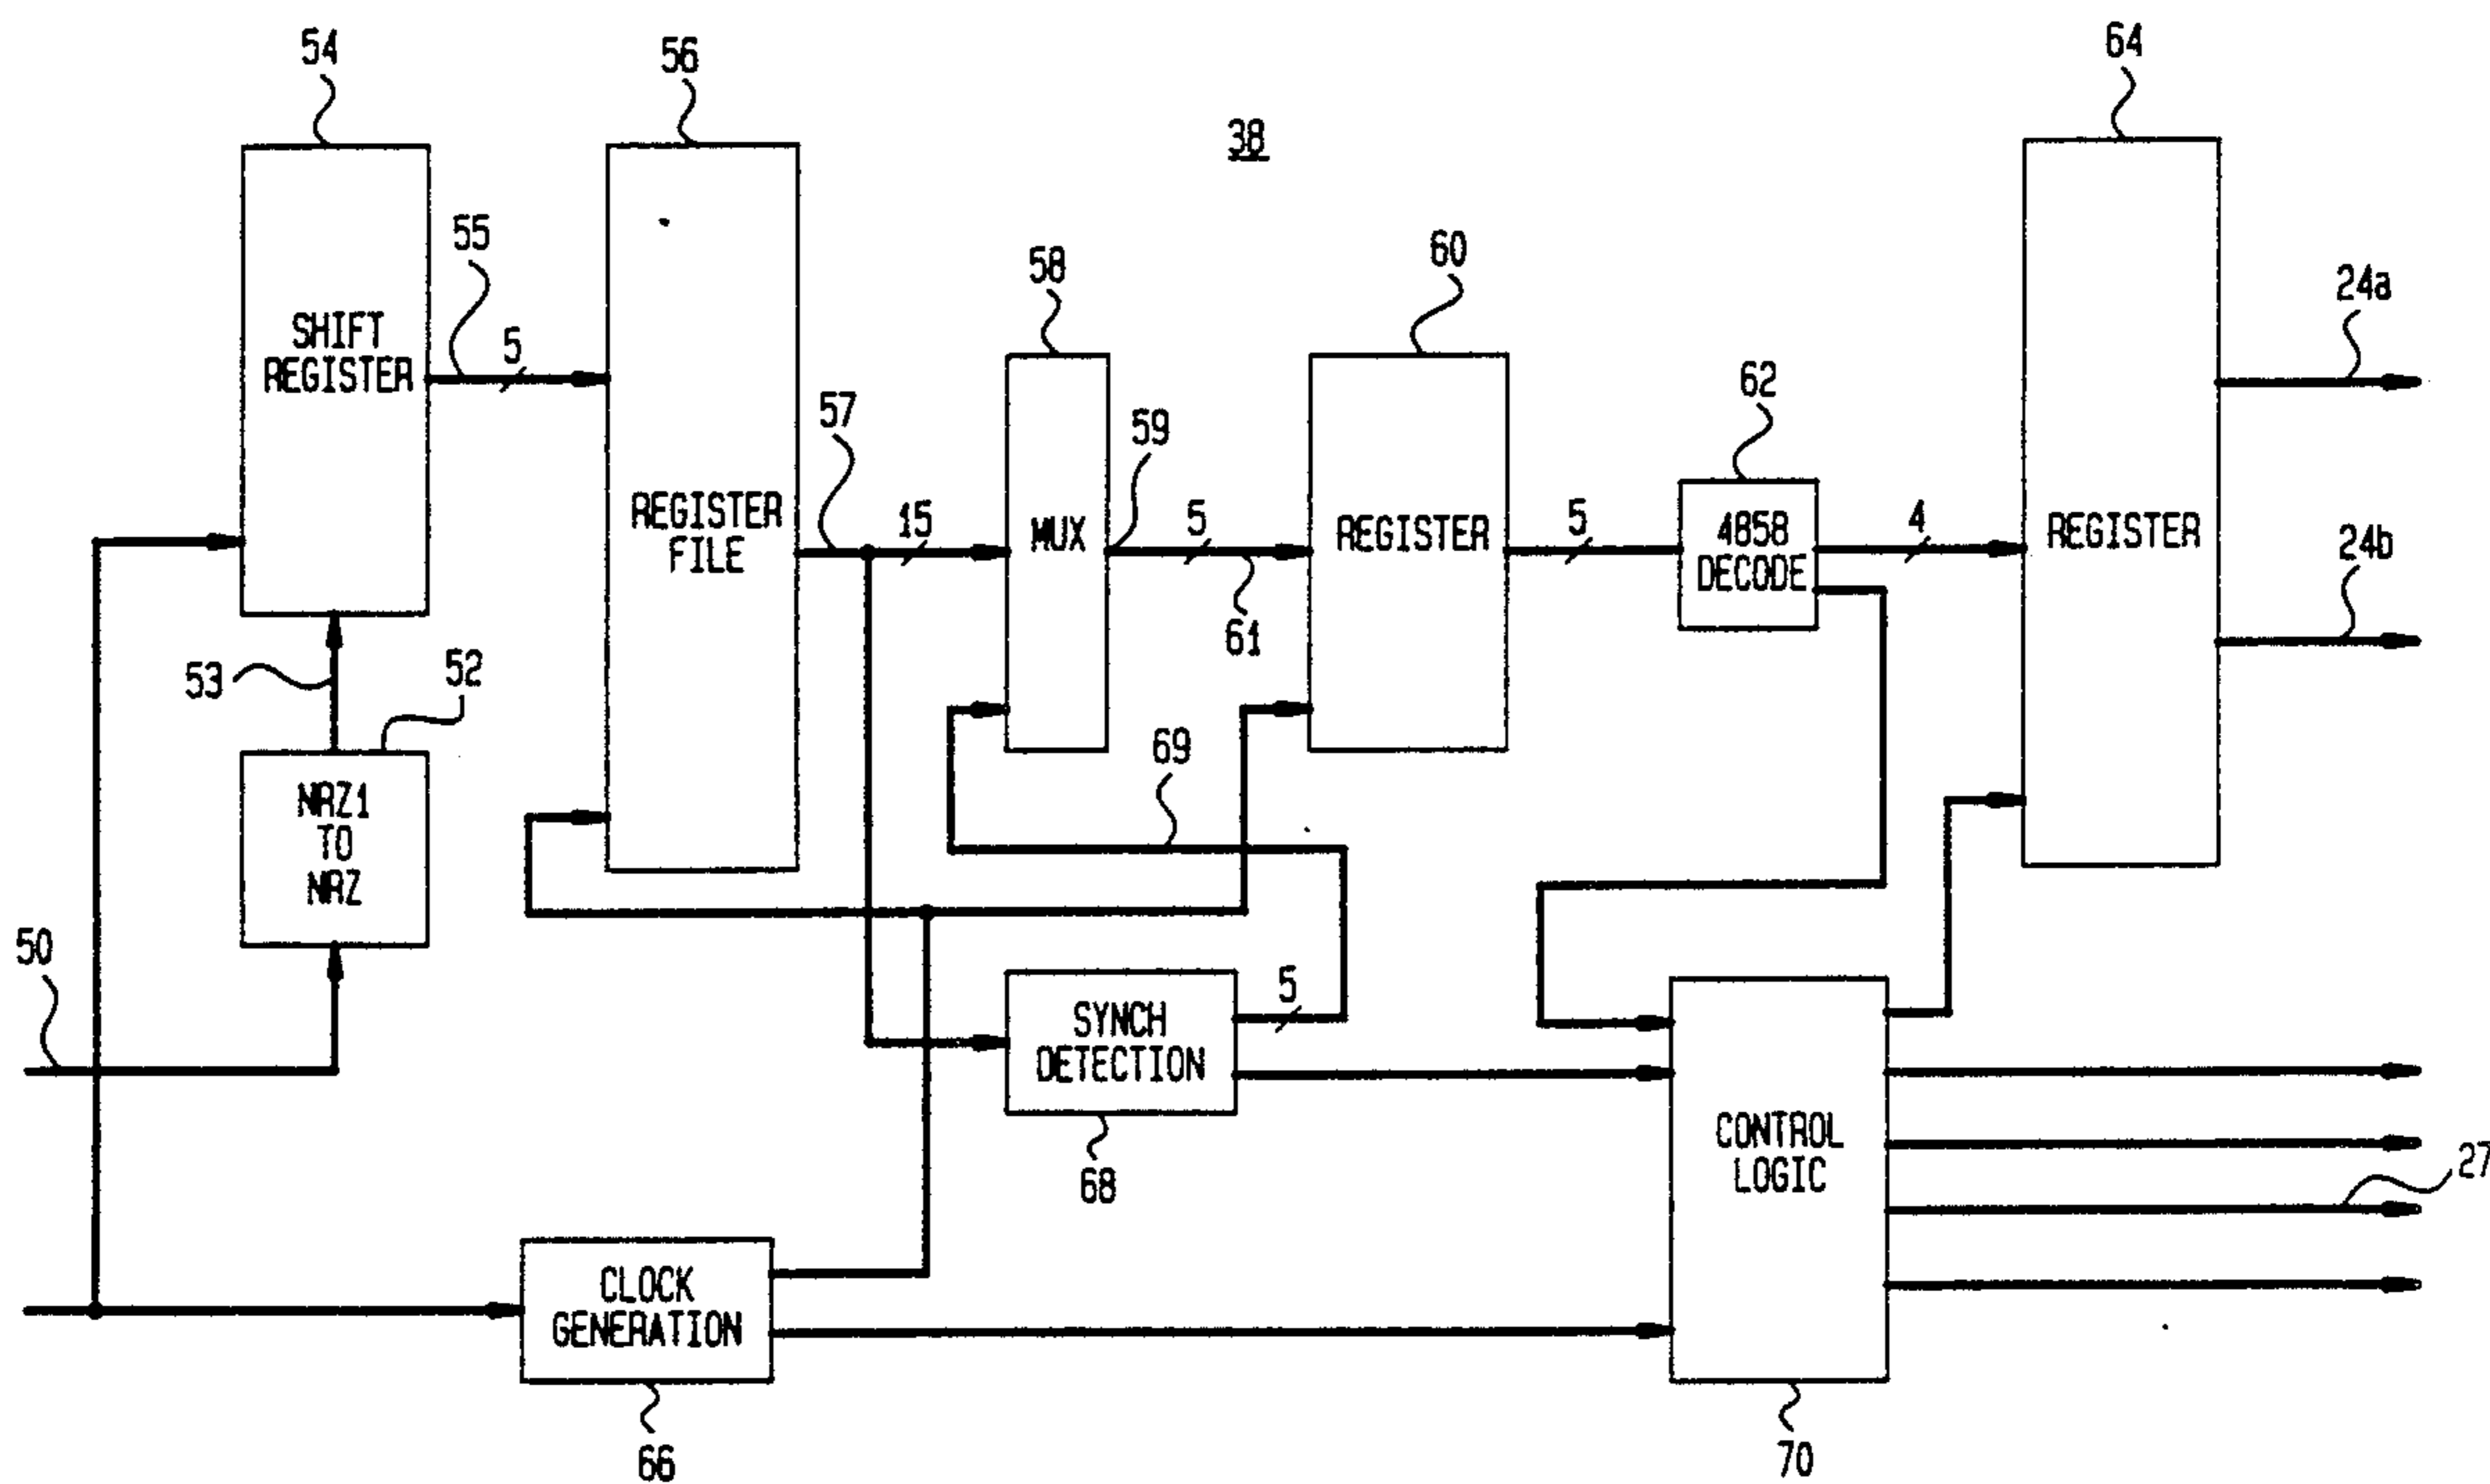 54
56
38
64
55
5
SHIFT
REGISTER
58
60
24a
57
59
62
15
5
5
4
MUX
REGISTER
REGISTER
FILE
4858
DECODE
REGISTER
24b
61
53
52
69
NRZ1
TO
NRZ
50
5
SYNCH
DETECTION
CONTROL
LOGIC
27
68
CLOCK
GENERATION
66
70